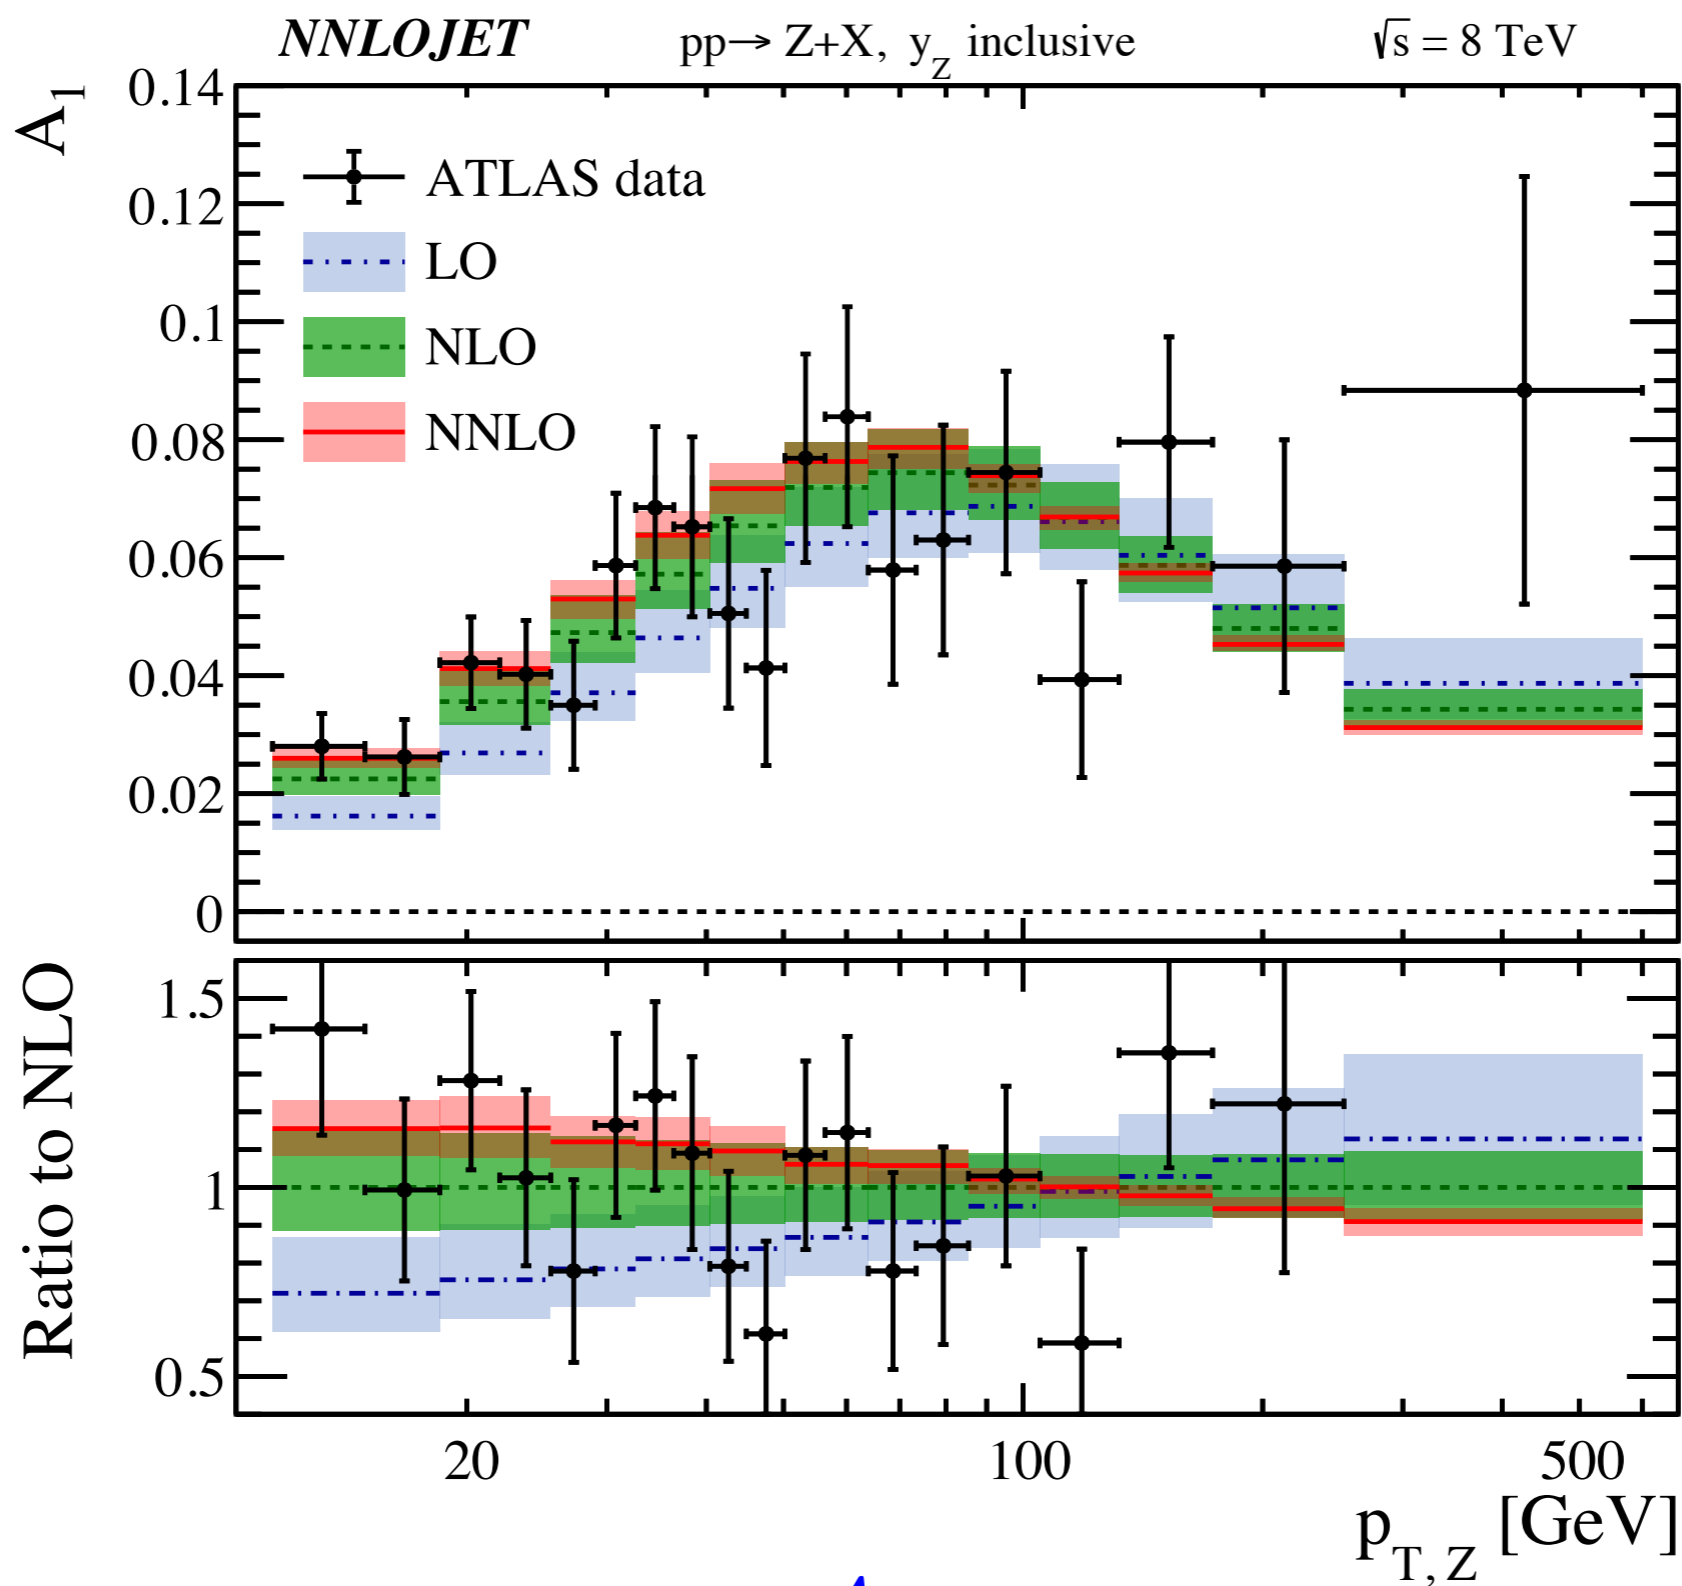 NNLOJET pp→ Z+X, y_Z inclusive √s = 8 TeV
A_1
0.14
0.12
0.1
0.08
0.06
0.04
0.02
0
ATLAS data
LO
NLO
NNLO
Ratio to NLO
1.5
1
0.5
20 100 500
p_{T, Z} [GeV]